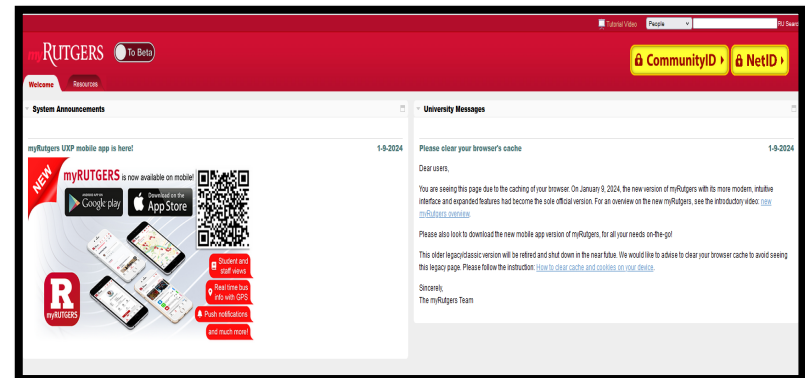 Tutorial Video People RU Searc
myRUTGERS To Beta
CommunityID NetID
Welcome Resources
System Announcements
myRutgers UXP mobile app is here! 1-9-2024
NEW
myRUTGERS is now available on mobile!
ANDROID APP ON
Google play
Download on the
App Store
Student and
staff views
Real time bus
info with GPS
Push notifications
and much more!
R
myRUTGERS
University Messages
Please clear your browser's cache 1-9-2024
Dear users,
You are seeing this page due to the caching of your browser. On January 9, 2024, the new version of myRutgers with its more modern, intuitive
interface and expanded features had become the sole official version. For an overview on the new myRutgers, see the introductory video: new
myRutgers overview.
Please also look to download the new mobile app version of myRutgers, for all your needs on-the-go!
This older legacy/classic version will be retired and shut down in the near futue. We would like to advise to clear your browser cache to avoid seeing
this legacy page. Please follow the instruction: How to clear cache and cookies on your device.
Sincerely,
The myRutgers Team